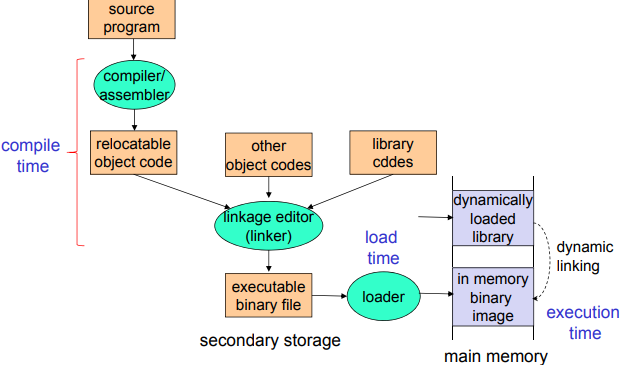 source
program
compiler/
assembler
compile
time
relocatable
object code
other
object codes
library
cddes
linkage editor
(linker)
dynamically
loaded
library
load
time
dynamic
linking
executable
binary file
loader
in memory
binary
image
execution
time
secondary storage
main memory